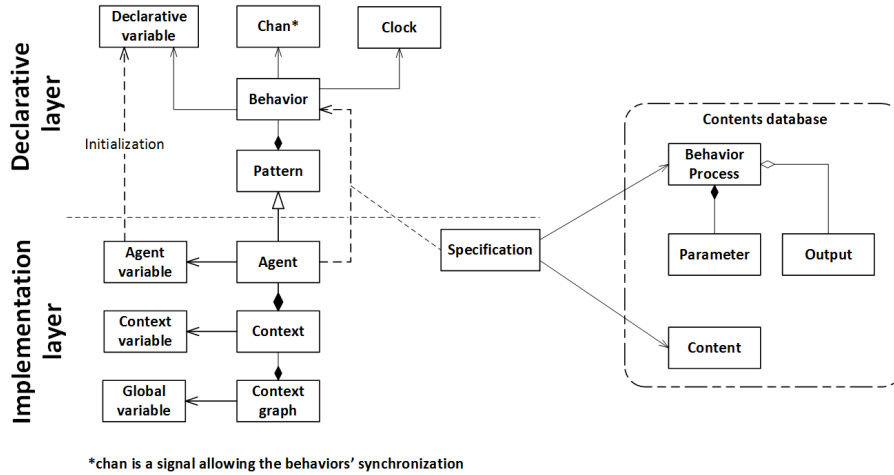 Declarative
layer
Declarative
variable
Chan*
Clock
Behavior
Initialization
Pattern
Contents database
Behavior
Process
Parameter
Output
Content
Specification
Implementation
layer
Agent
variable
Agent
Context
variable
Context
Global
variable
Context
graph
*chan is a signal allowing the behaviors' synchronization